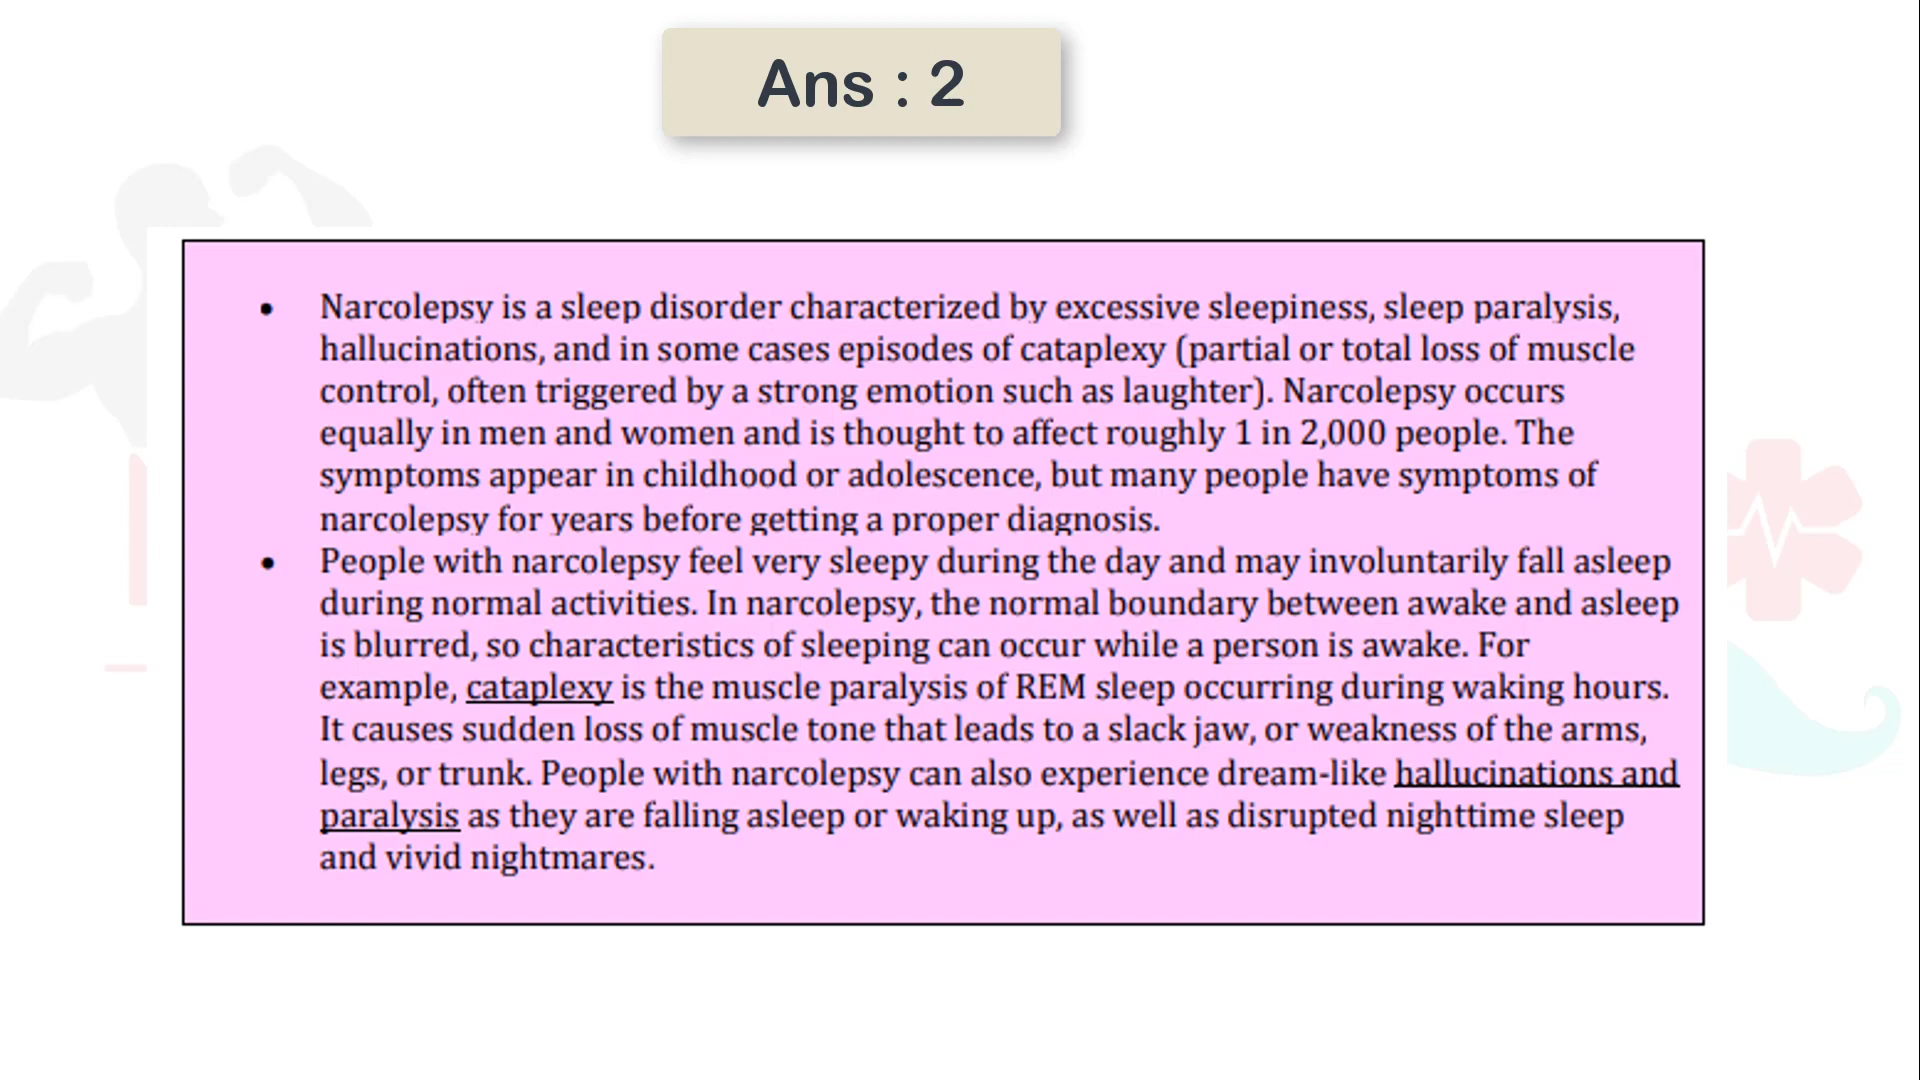 Ans : 2
• Narcolepsy is a sleep disorder characterized by excessive sleepiness, sleep paralysis,
hallucinations, and in some cases episodes of cataplexy (partial or total loss of muscle
control, often triggered by a strong emotion such as laughter). Narcolepsy occurs
equally in men and women and is thought to affect roughly 1 in 2,000 people. The
symptoms appear in childhood or adolescence, but many people have symptoms of
narcolepsy for years before getting a proper diagnosis.
• People with narcolepsy feel very sleepy during the day and may involuntarily fall asleep
during normal activities. In narcolepsy, the normal boundary between awake and asleep
is blurred, so characteristics of sleeping can occur while a person is awake. For
example, cataplexy is the muscle paralysis of REM sleep occurring during waking hours.
It causes sudden loss of muscle tone that leads to a slack jaw, or weakness of the arms,
legs, or trunk. People with narcolepsy can also experience dream-like hallucinations and
paralysis as they are falling asleep or waking up, as well as disrupted nighttime sleep
and vivid nightmares.